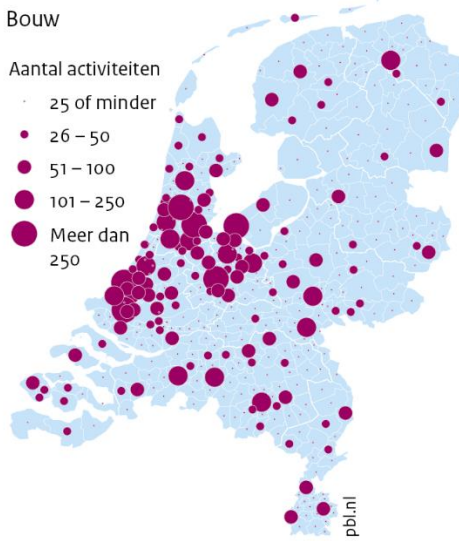 Bouw
Aantal activiteiten
25 of minder
26 – 50
51 – 100
101 – 250
Meer dan
250
pbl.nl